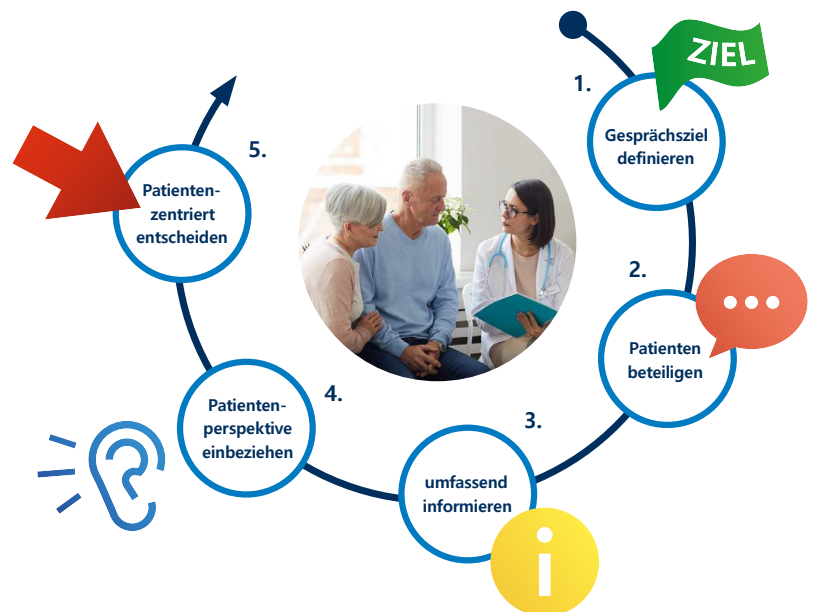 ZIEL
1.
Gesprächsziel
definieren
2.
Patienten
beteiligen
3.
umfassend
informieren
i
4.
Patienten-
perspektive
einbeziehen
5.
Patienten-
zentriert
entscheiden